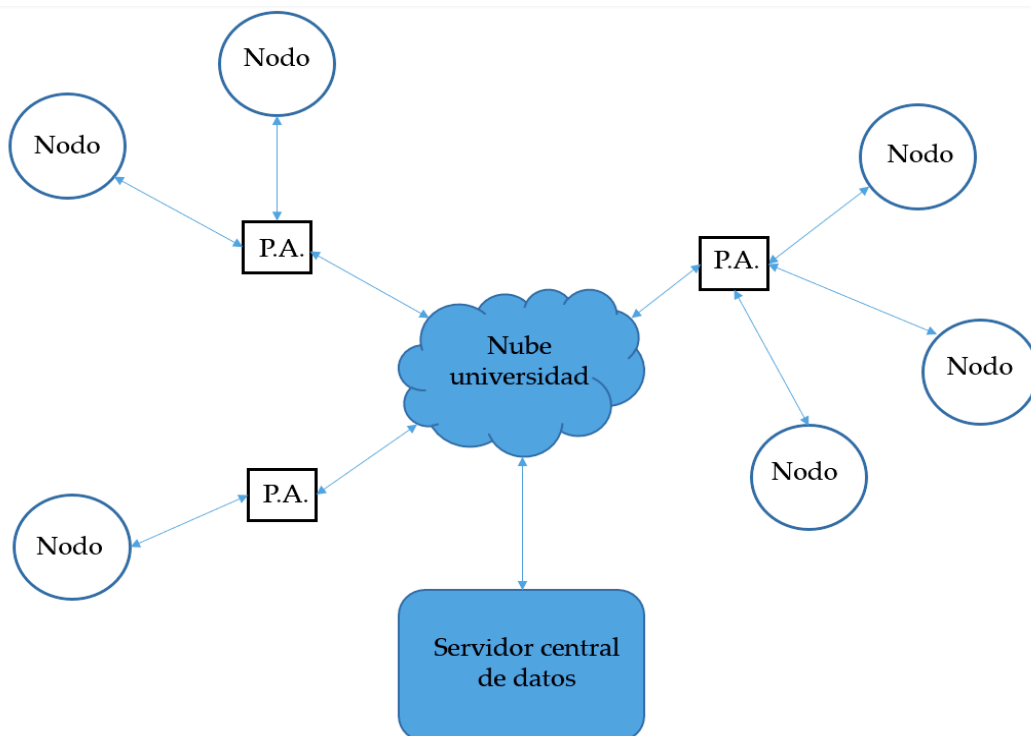 Nodo
Nodo
Nodo
P.A.
P.A.
Nube
universidad
Nodo
Nodo
P.A.
Nodo
Servidor central
de datos